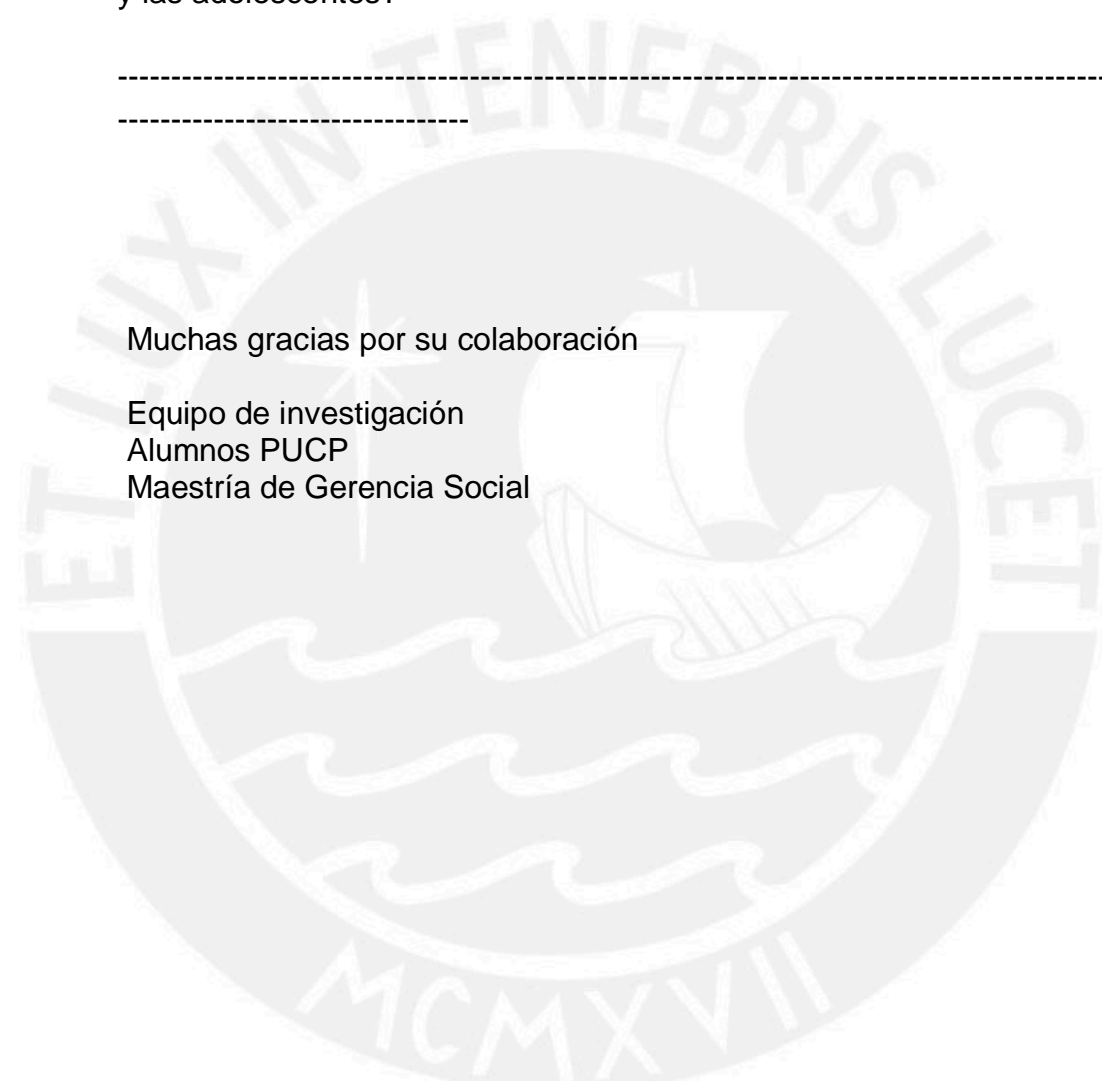 y las adolescentes?
--------------------------------------------------------------------------------------------
---------------------------------
Muchas gracias por su colaboración
Equipo de investigación
Alumnos PUCP
Maestría de Gerencia Social
ET LUX IN TENEBRIS LUCET
MCMXVII